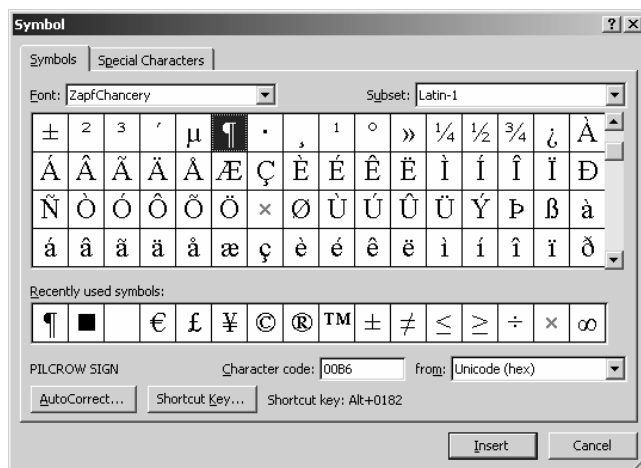 Symbol
Symbols Special Characters
Font: ZapfChancery Subset: Latin-1
± ² ³ ´ µ ¶ · ¸ ¹ º » ¼ ½ ¾ ¿ À
Á Â Ã Ä Å Æ Ç È É Ê Ë Ì Í Î Ï Ð
Ñ Ò Ó Ô Õ Ö × Ø Ù Ú Û Ü Ý Þ ß à
á â ã ä å æ ç è é ê ë ì í î ï ð
Recently used symbols:
¶ ■ € £ ¥ © ® ™ ± ≠ ≤ ≥ ÷ × ∞
PILCROW SIGN Character code: 00B6 from: Unicode (hex)
AutoCorrect... Shortcut Key... Shortcut key: Alt+0182
Insert Cancel